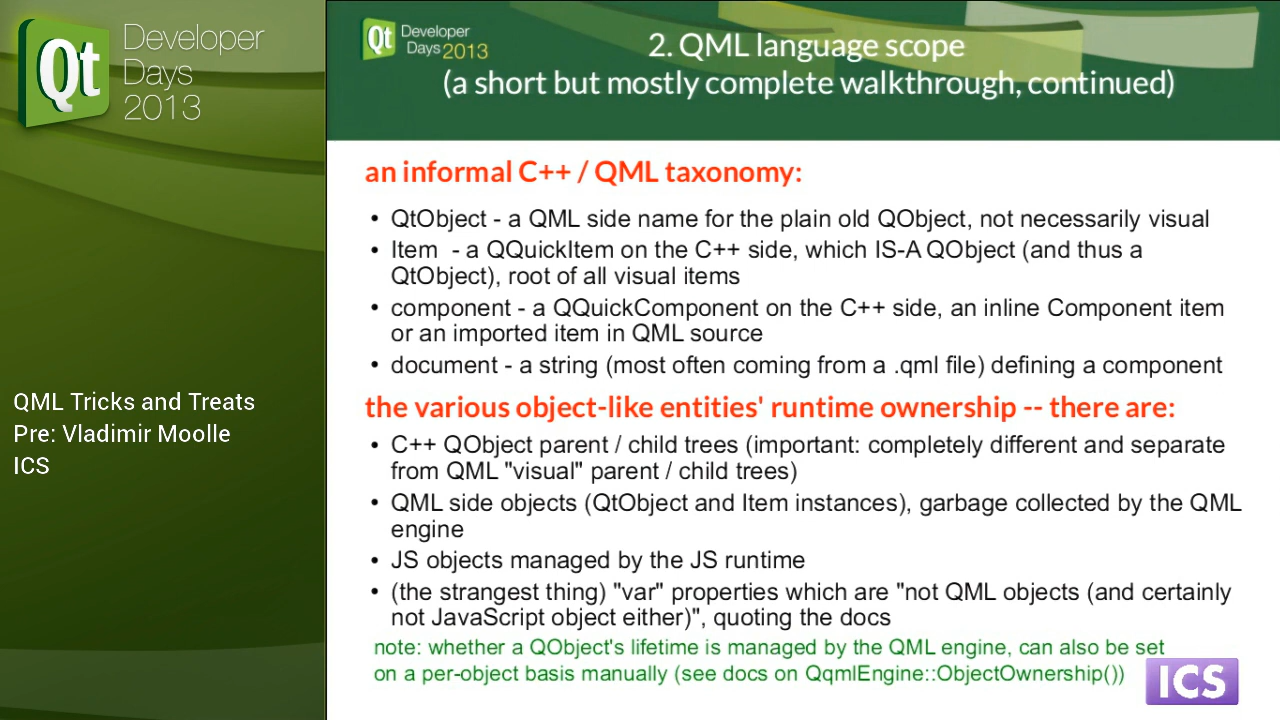 Qt Developer
Days
2013
QML Tricks and Treats
Pre: Vladimir Moolle
ICS
Qt Developer
Days 2013
2. QML language scope
(a short but mostly complete walkthrough, continued)
an informal C++ / QML taxonomy:
• QtObject - a QML side name for the plain old QObject, not necessarily visual
• Item - a QQuickItem on the C++ side, which IS-A QObject (and thus a
QtObject), root of all visual items
• component - a QQuickComponent on the C++ side, an inline Component item
or an imported item in QML source
• document - a string (most often coming from a .qml file) defining a component
the various object-like entities' runtime ownership -- there are:
• C++ QObject parent / child trees (important: completely different and separate
from QML "visual" parent / child trees)
• QML side objects (QtObject and Item instances), garbage collected by the QML
engine
• JS objects managed by the JS runtime
• (the strangest thing) "var" properties which are "not QML objects (and certainly
not JavaScript object either)", quoting the docs
note: whether a QObject's lifetime is managed by the QML engine, can also be set
on a per-object basis manually (see docs on QqmlEngine::ObjectOwnership())
ICS